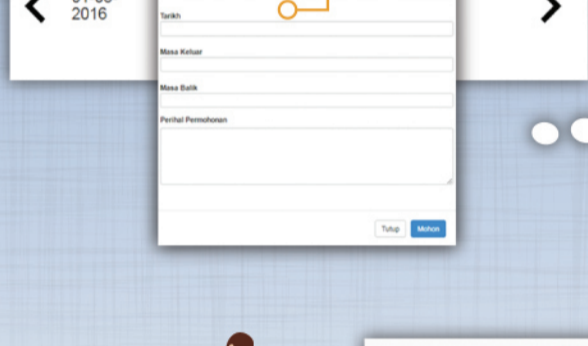 2016
Tarikh
Masa Keluar
Masa Balik
Perihal Permohonan
Tutup
Mohon